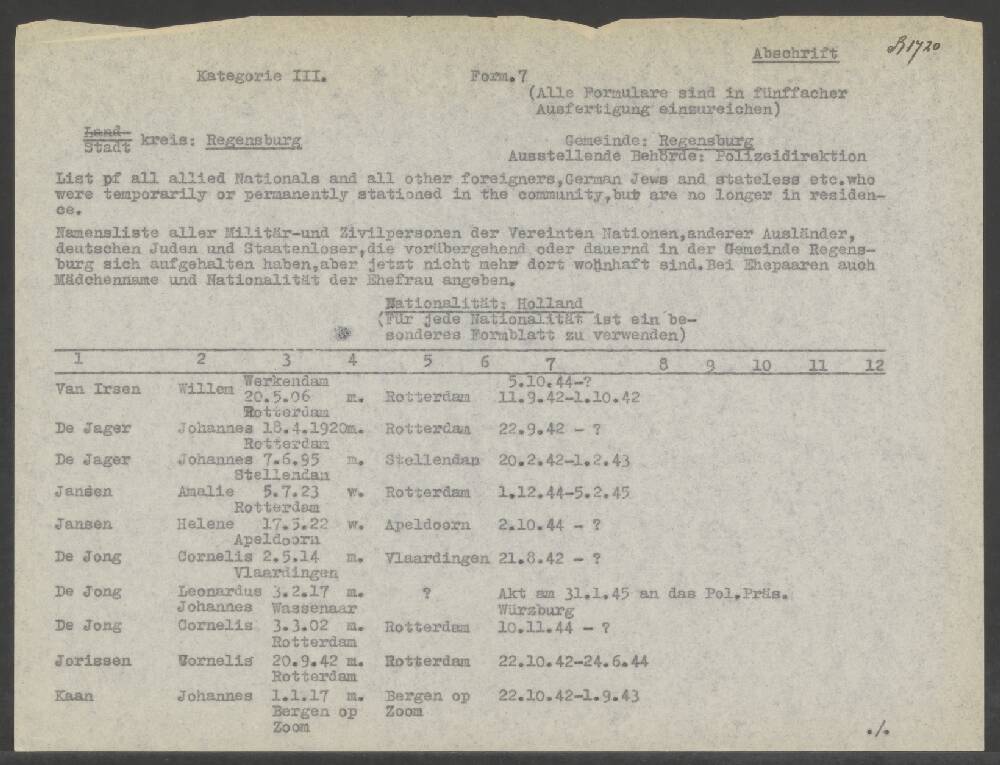 Abschrift
R1720
Kategorie III. Form.7
(Alle Formulare sind in fünffacher
Ausfertigung einzureichen)
Land-
Stadt kreis: Regensburg
Gemeinde: Regensburg
Ausstellende Behörde: Polizeidirektion
List pf all allied Nationals and all other foreigners,German Jews and stateless etc.who
were temporarily or permanently stationed in the community,but are no longer in residen-
ce.
Namensliste aller Militär-und Zivilpersonen der Vereinten Nationen,anderer Ausländer,
deutschen Juden und Staatenloser,die vorübergehend oder dauernd in der Gemeinde Regens-
burg sich aufgehalten haben,aber jetzt nicht mehr dort wohnhaft sind.Bei Ehepaaren auch
Mädchenname und Nationalität der Ehefrau angeben.
Nationalität: Holland
(Für jede Nationalität ist ein be-
sonderes Formblatt zu verwenden)
1 2 3 4 5 6 7 8 9 10 11 12
Werkendam 5.10.44-?
Van Irsen Willem 20.5.06 m. Rotterdam 11.9.42-1.10.42
Rotterdam
De Jager Johannes 18.4.1920m. Rotterdam 22.9.42 - ?
Rotterdam
De Jager Johannes 7.6.95 m. Stellendan 20.2.42-1.2.43
Stellendan
Jansen Amalie 5.7.23 w. Rotterdam 1.12.44-5.2.45
Rotterdam
Jansen Helene 17.5.22 w. Apeldoorn 2.10.44 - ?
Apeldoorn
De Jong Cornelis 2.5.14 m. Vlaardingen 21.8.42 - ?
Vlaardingen
De Jong Leonardus 3.2.17 m. ? Akt am 31.1.45 an das Pol.Präs.
Johannes Wassenaar Würzburg
De Jong Cornelis 3.3.02 m. Rotterdam 10.11.44 - ?
Rotterdam
Jorissen Cornelis 20.9.42 m. Rotterdam 22.10.42-24.6.44
Rotterdam
Kaan Johannes 1.1.17 m. Bergen op 22.10.42-1.9.43
Bergen op Zoom
Zoom
./.